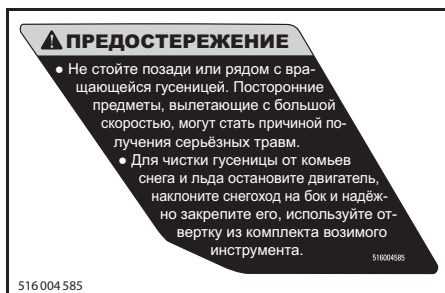 ПРЕДОСТЕРЕЖЕНИЕ
● Не стойте позади или рядом с вра-
щающейся гусеницей. Посторонние
предметы, вылетающие с большой
скоростью, могут стать причиной по-
лучения серьёзных травм.
● Для чистки гусеницы от комьев
снега и льда остановите двигатель,
наклоните снегоход на бок и надёж-
но закрепите его, используйте от-
вертку из комплекта возимого
инструмента.
516004585
516 004 585